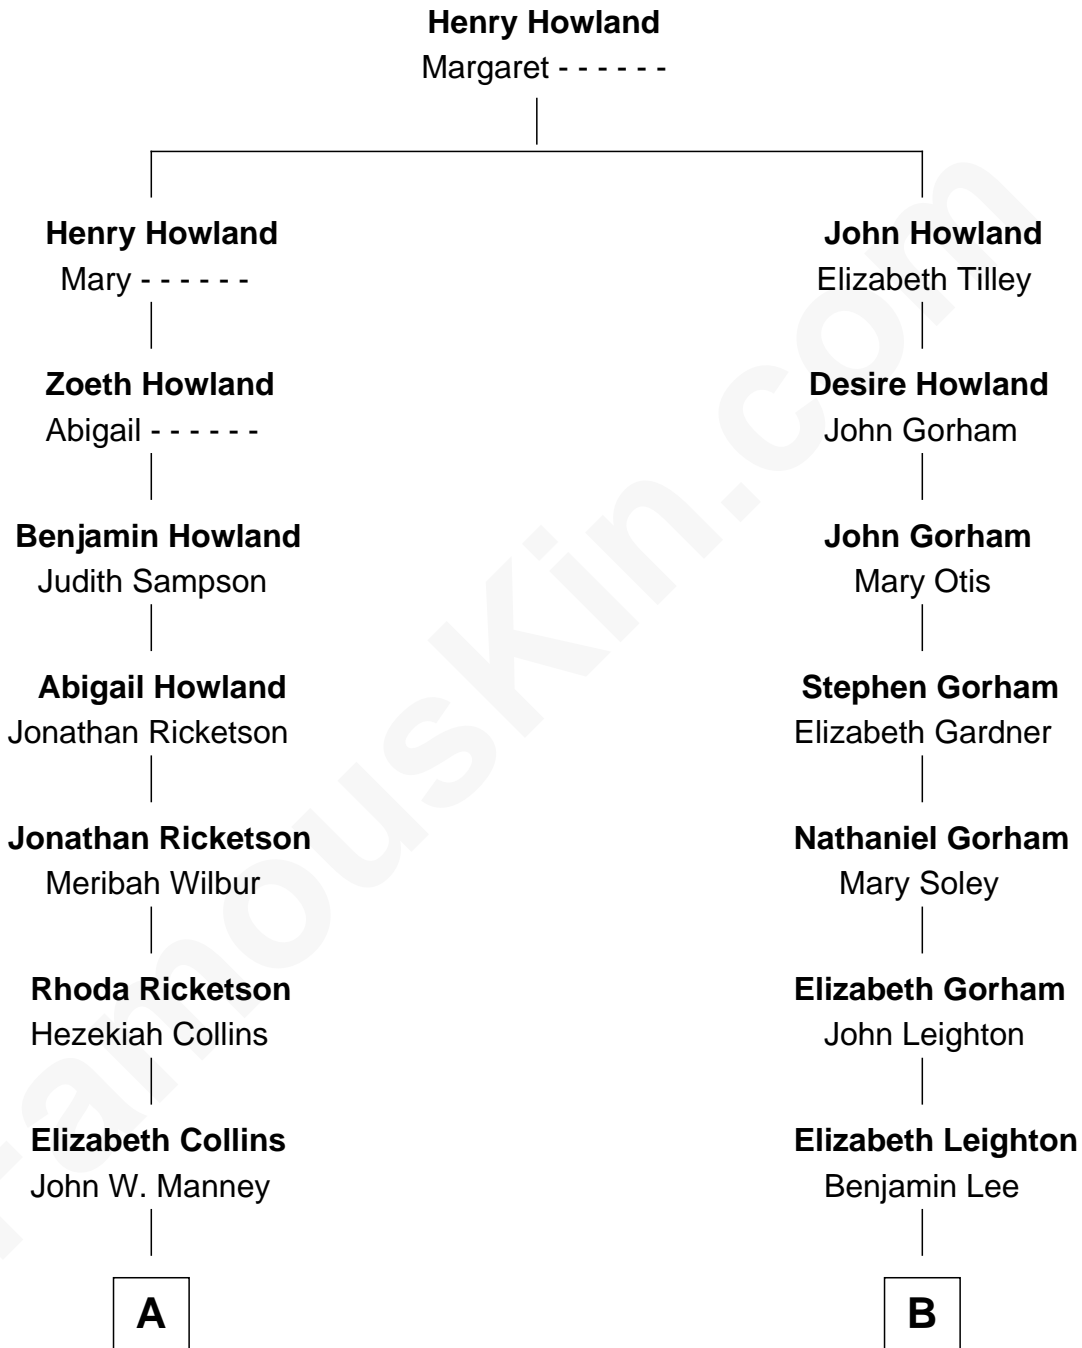 Henry Howland
Margaret - - - - - -
Henry Howland
Mary - - - - - -
John Howland
Elizabeth Tilley
Zoeth Howland
Abigail - - - - - -
Desire Howland
John Gorham
Benjamin Howland
Judith Sampson
John Gorham
Mary Otis
Abigail Howland
Jonathan Ricketson
Stephen Gorham
Elizabeth Gardner
Jonathan Ricketson
Meribah Wilbur
Nathaniel Gorham
Mary Soley
Rhoda Ricketson
Hezekiah Collins
Elizabeth Gorham
John Leighton
Elizabeth Collins
John W. Manney
Elizabeth Leighton
Benjamin Lee
A
B
FamousKin.com